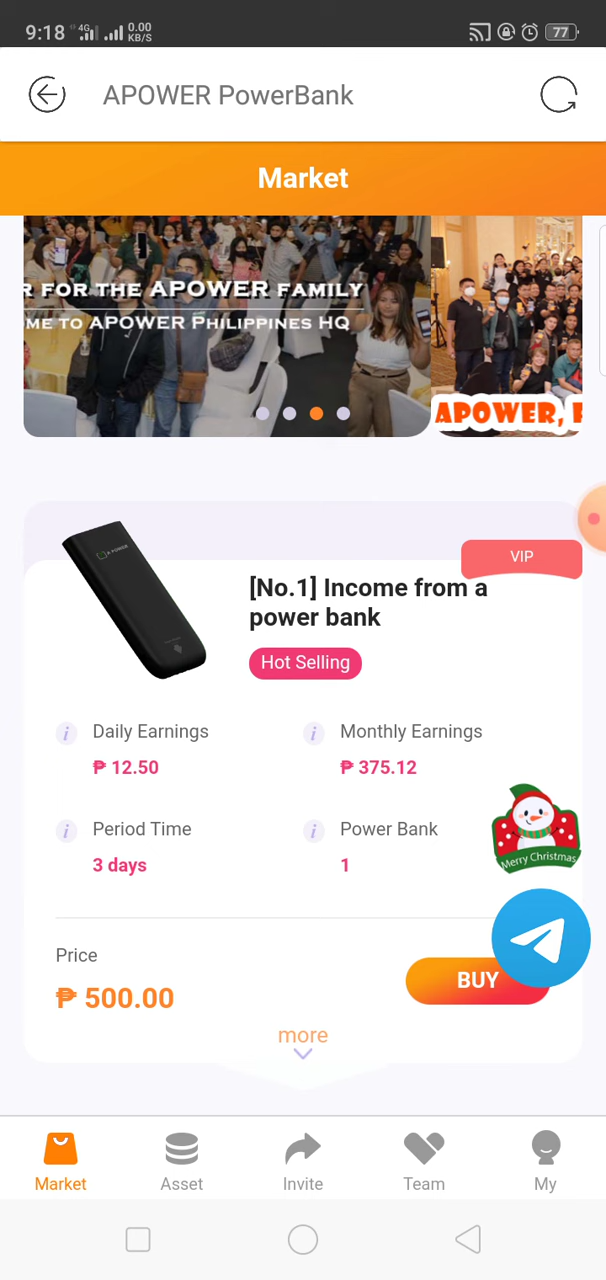 9:18
4G
0.00
KB/S
77
APOWER PowerBank
Market
R FOR THE APOWER FAMILY
ME TO APOWER PHILIPPINES HQ
APOWER, F
A POWER
VIP
[No.1] Income from a
power bank
Hot Selling
Daily Earnings
₱ 12.50
Monthly Earnings
₱ 375.12
Period Time
3 days
Power Bank
1
Merry Christmas
Price
₱ 500.00
BUY
more
Market
Asset
Invite
Team
My